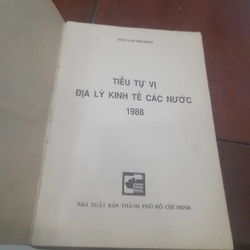 TIỂU TỰ VỊ
ĐỊA LÝ KINH TẾ CÁC NƯỚC
1988
NHÀ XUẤT BẢN THÀNH PHỐ HỒ CHÍ MINH